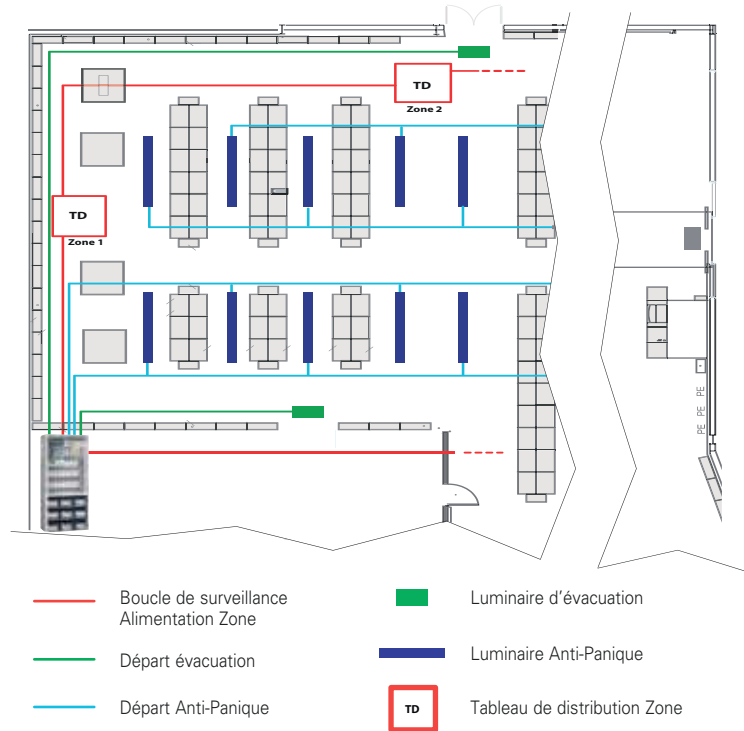 TD
Zone 2
TD
Zone 1
PE PE PE
Boucle de surveillance
Alimentation Zone
Luminaire d'évacuation
Départ évacuation
Luminaire Anti-Panique
Départ Anti-Panique
TD
Tableau de distribution Zone